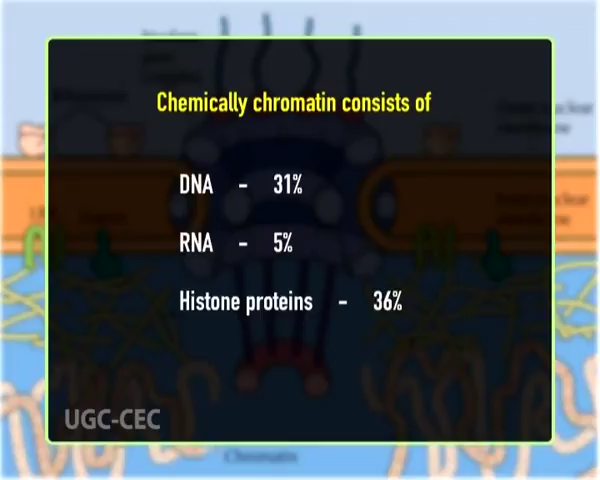 Chemically chromatin consists of
DNA - 31%
RNA - 5%
Histone proteins - 36%
UGC-CEC
Chromatin